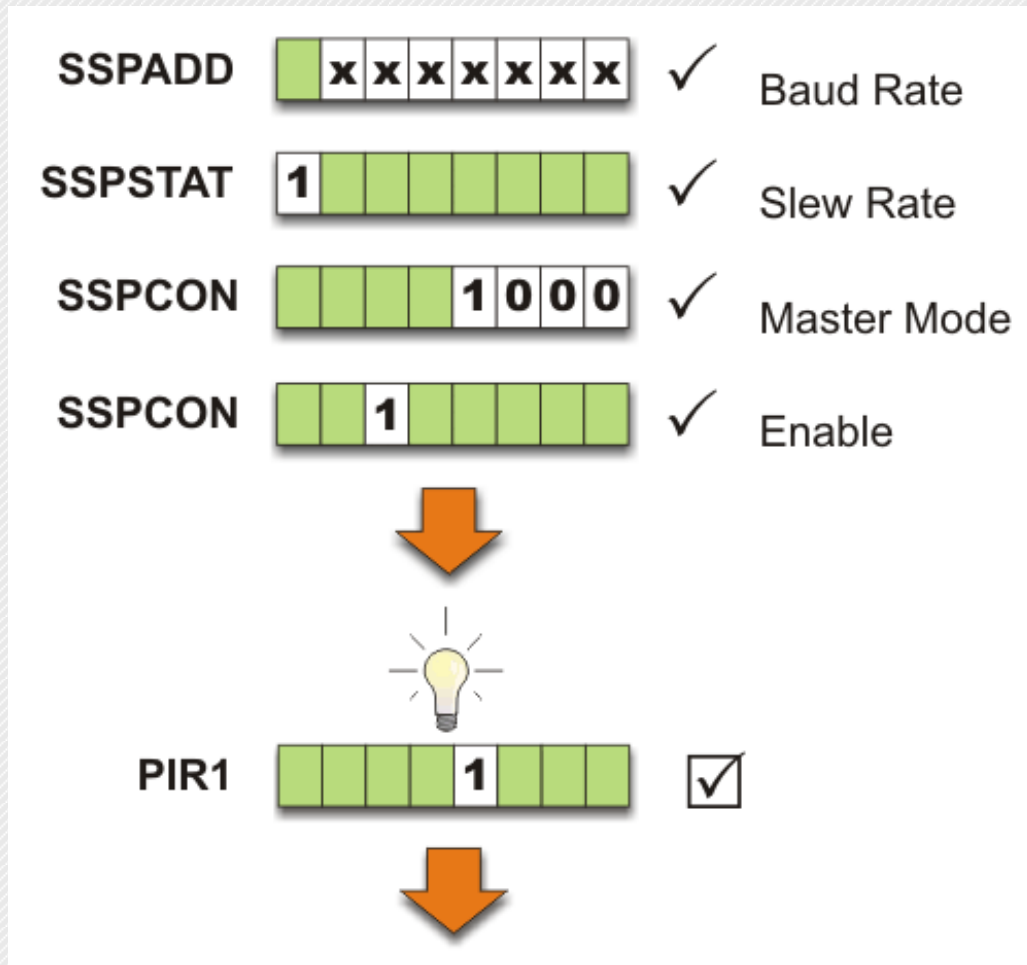 SSPADD x x x x x x x ✓ Baud Rate
SSPSTAT 1 ✓ Slew Rate
SSPCON 1 0 0 0 ✓ Master Mode
SSPCON 1 ✓ Enable
PIR1 1 ✓